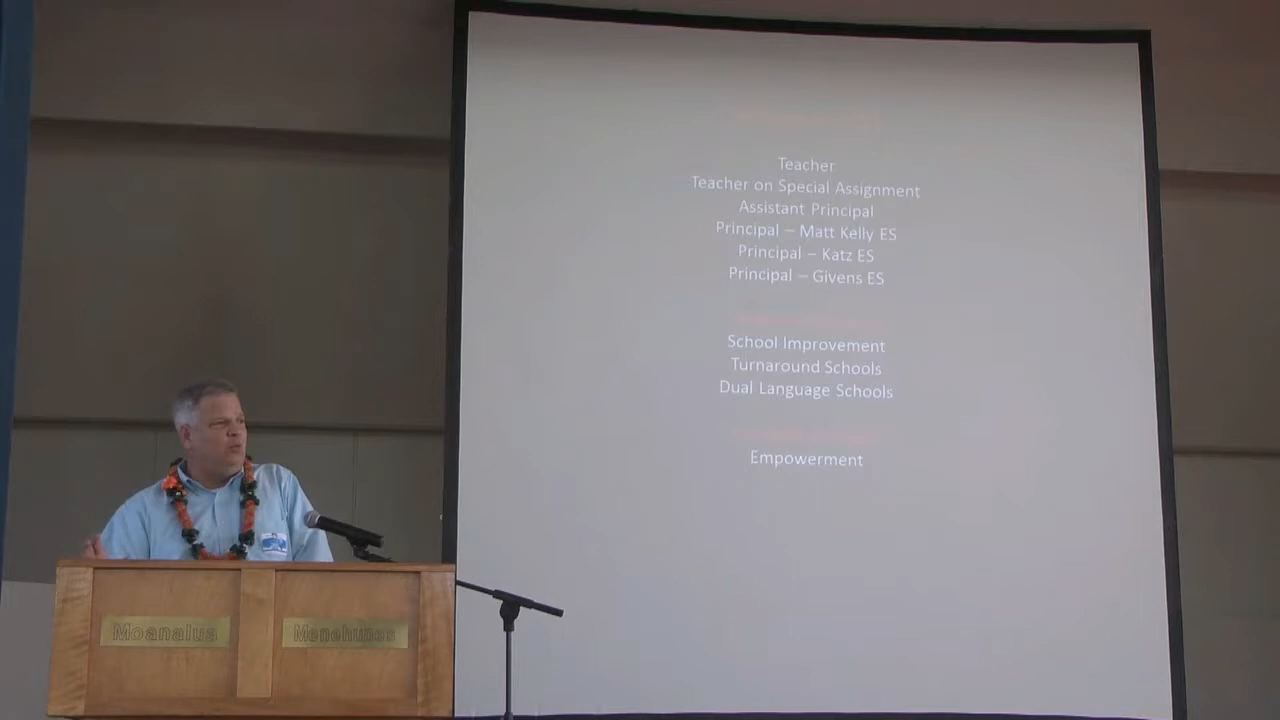 Teacher
Teacher on Special Assignment
Assistant Principal
Principal – Matt Kelly ES
Principal – Katz ES
Principal – Givens ES
School Improvement
Turnaround Schools
Dual Language Schools
Empowerment
Moanalua
Menehunes